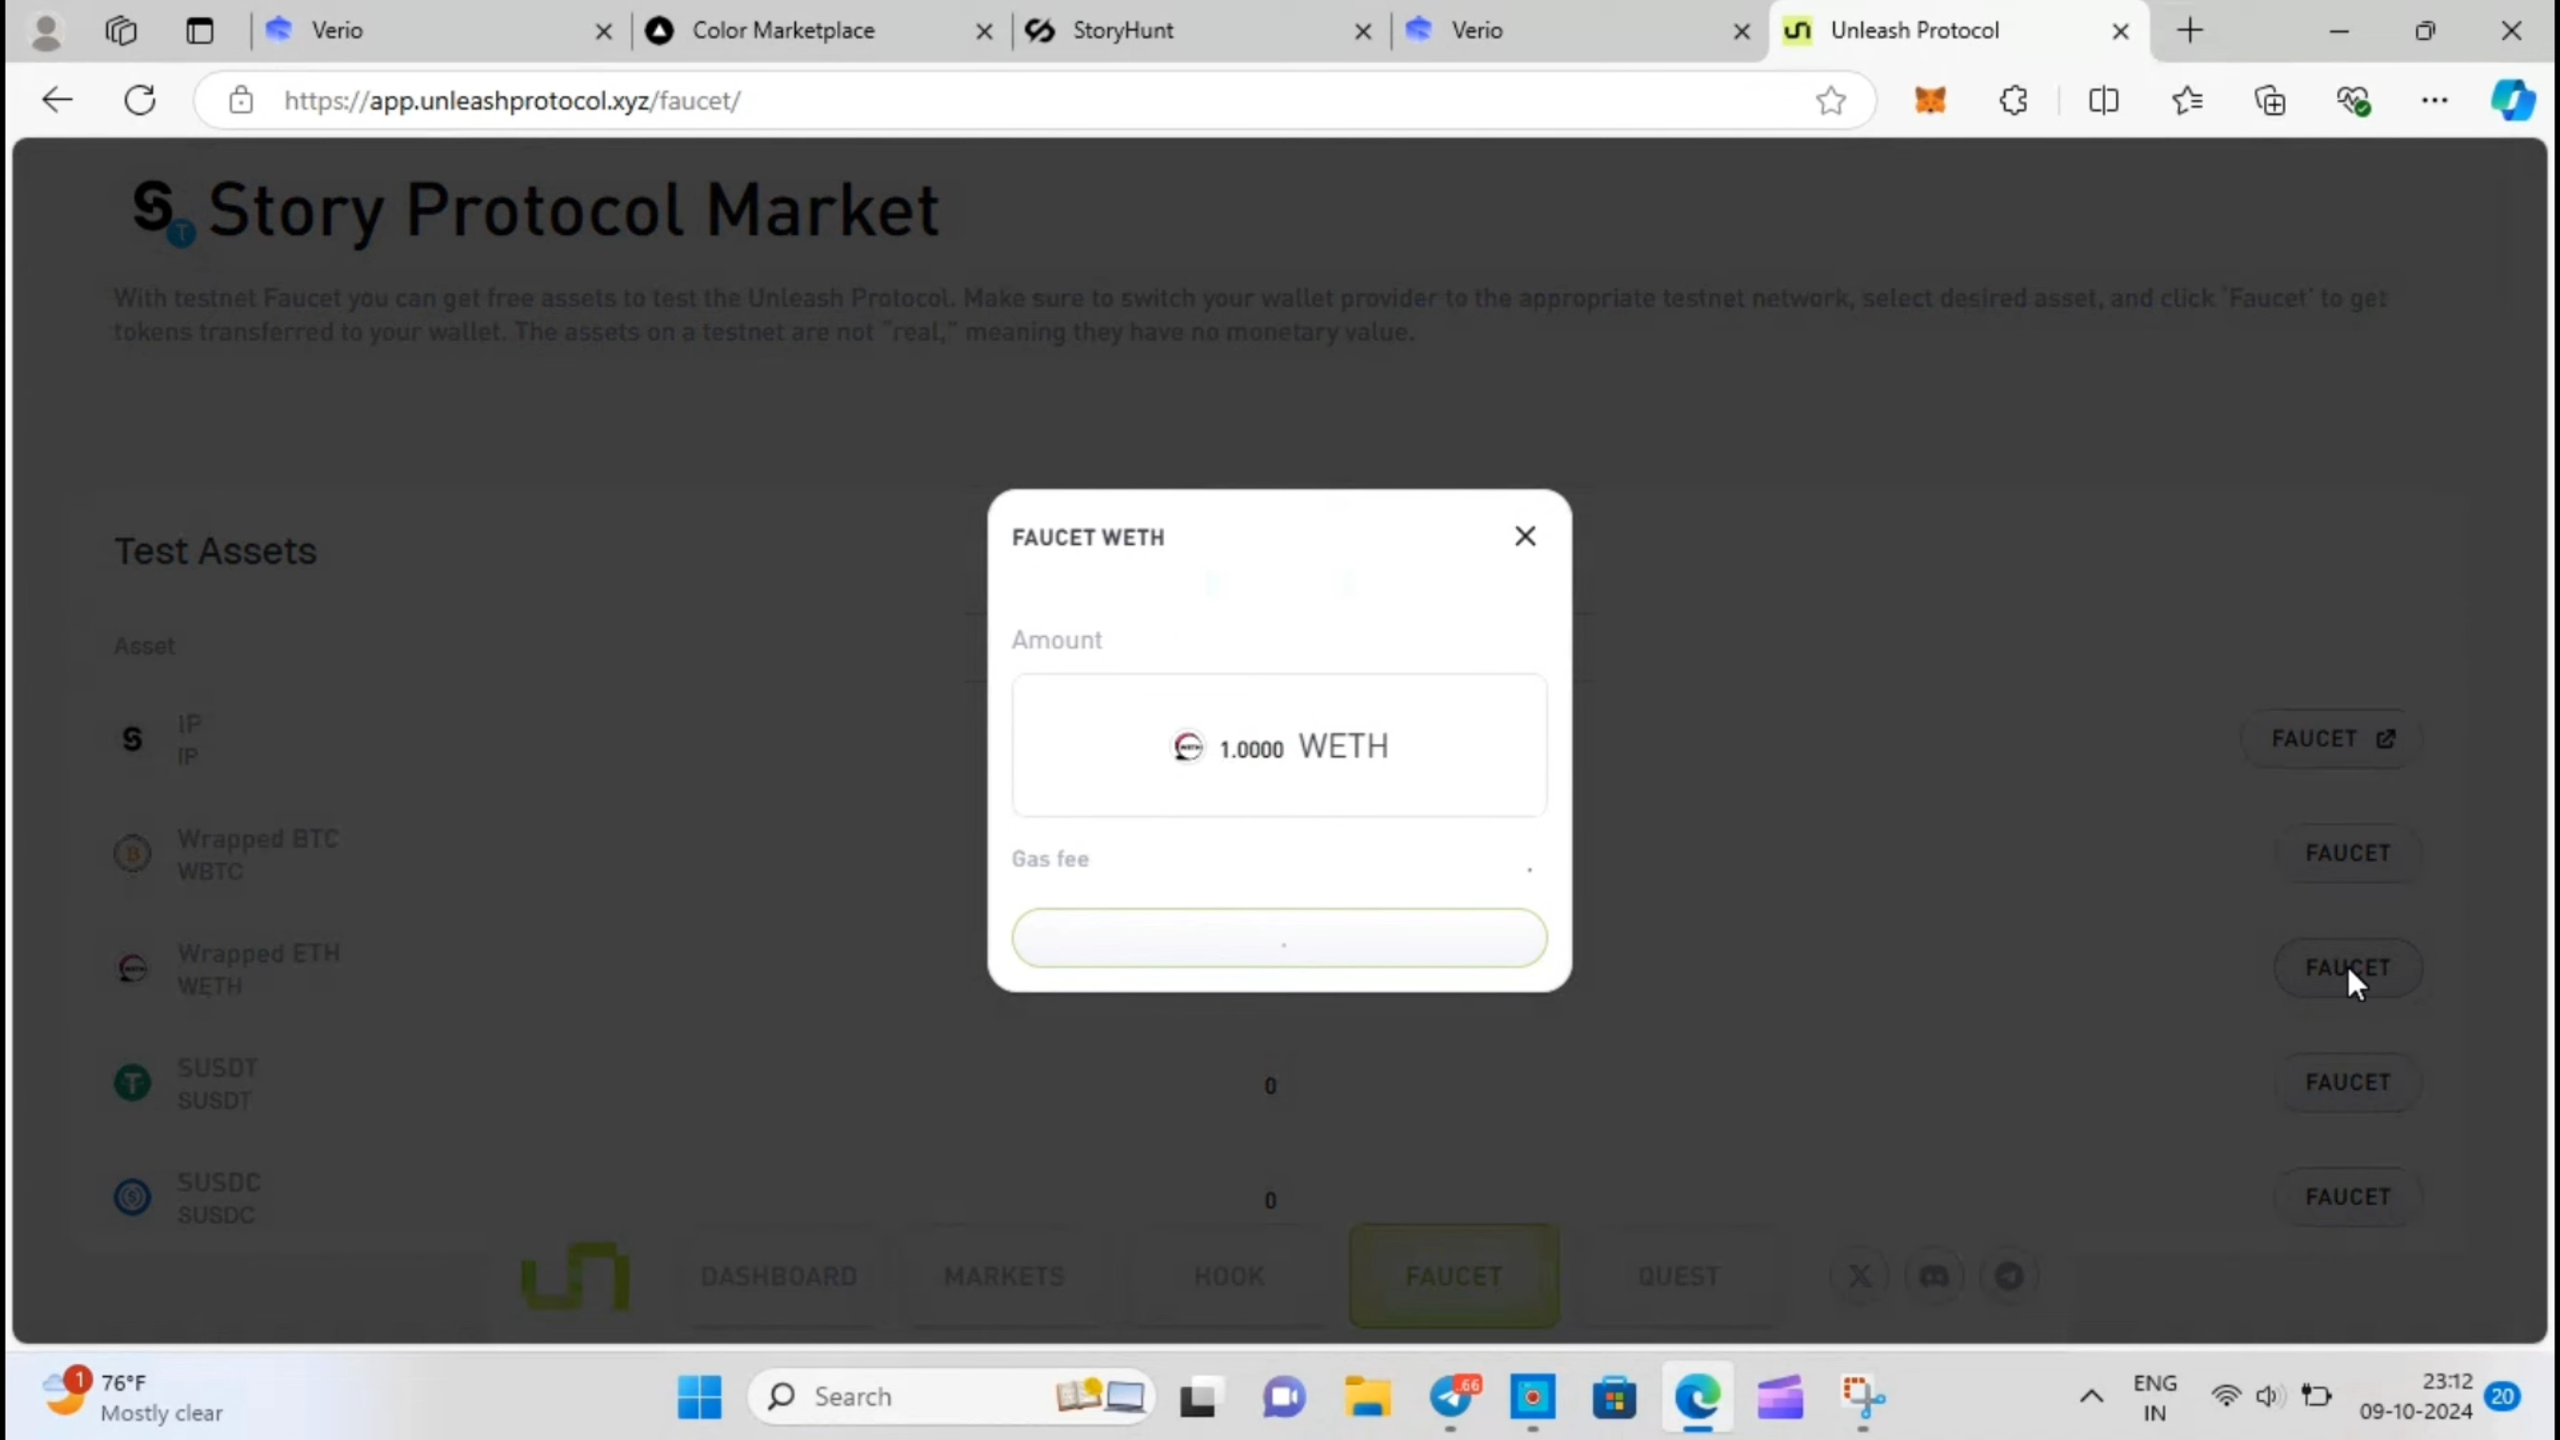 Verio
Color Marketplace
StoryHunt
Verio
Unleash Protocol
https://app.unleashprotocol.xyz/faucet/
Story Protocol Market
With testnet Faucet you can get free assets to test the Unleash Protocol. Make sure to switch your wallet provider to the appropriate testnet network, select desired asset, and click 'Faucet' to get
tokens transferred to your wallet. The assets on a testnet are not "real," meaning they have no monetary value.
Test Assets
Asset
IP
IP
FAUCET
Wrapped BTC
WBTC
FAUCET
Wrapped ETH
WETH
FAUCET
SUSDT
SUSDT
0
FAUCET
SUSDC
SUSDC
0
FAUCET
FAUCET WETH
Amount
1.0000 WETH
Gas fee
DASHBOARD
MARKETS
HOOK
FAUCET
QUEST
1
76°F
Mostly clear
Search
.66
ENG
IN
23:12
09-10-2024
20